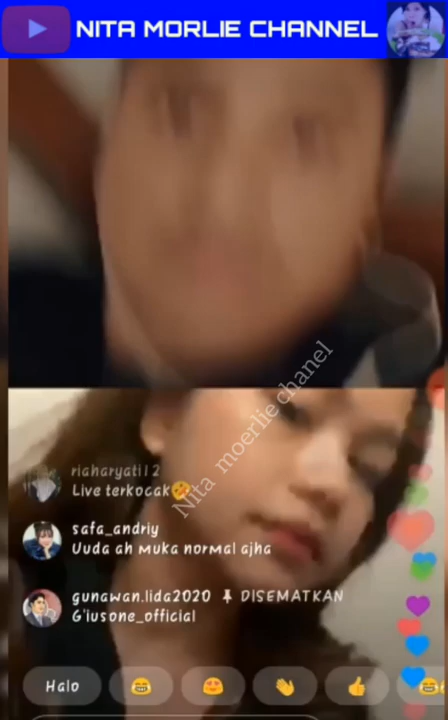 NITA MORLIE CHANNEL
Nita moerlie chanel
riaharyati12
Live terkocak
safa_andriy
Uuda ah muka normal ajha
gunawan.lida2020 DISEMATKAN
G'iusone_official
Halo